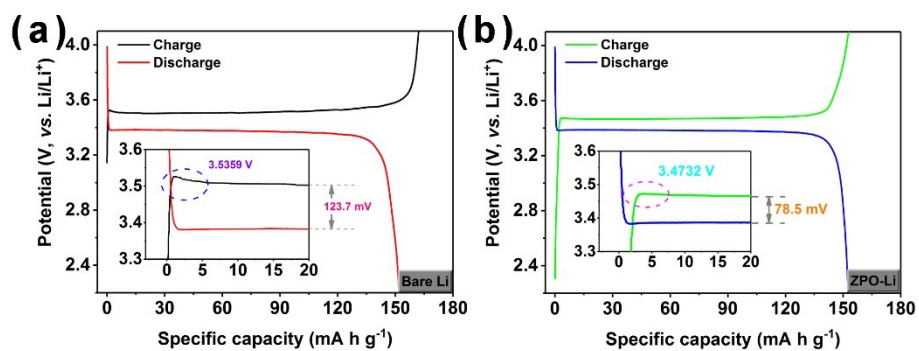 (a)
Potential (V, vs. Li/Li+)
4.0
3.6
3.2
2.8
2.4
Charge
Discharge
3.6
3.5
3.4
3.3
3.5359 V
123.7 mV
0 5 10 15 20
Bare Li
0 30 60 90 120 150 180
Specific capacity (mA h g-1)
(b)
Potential (V, vs. Li/Li+)
4.0
3.6
3.2
2.8
2.4
Charge
Discharge
3.6
3.5
3.4
3.3
3.4732 V
78.5 mV
0 5 10 15 20
ZPO-Li
0 30 60 90 120 150 180
Specific capacity (mA h g-1)